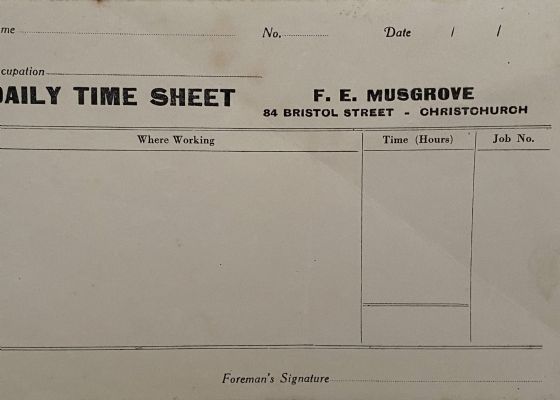 me No. Date / /
cupation
DAILY TIME SHEET F. E. MUSGROVE
84 BRISTOL STREET - CHRISTCHURCH
Where Working Time (Hours) Job No.
Foreman's Signature